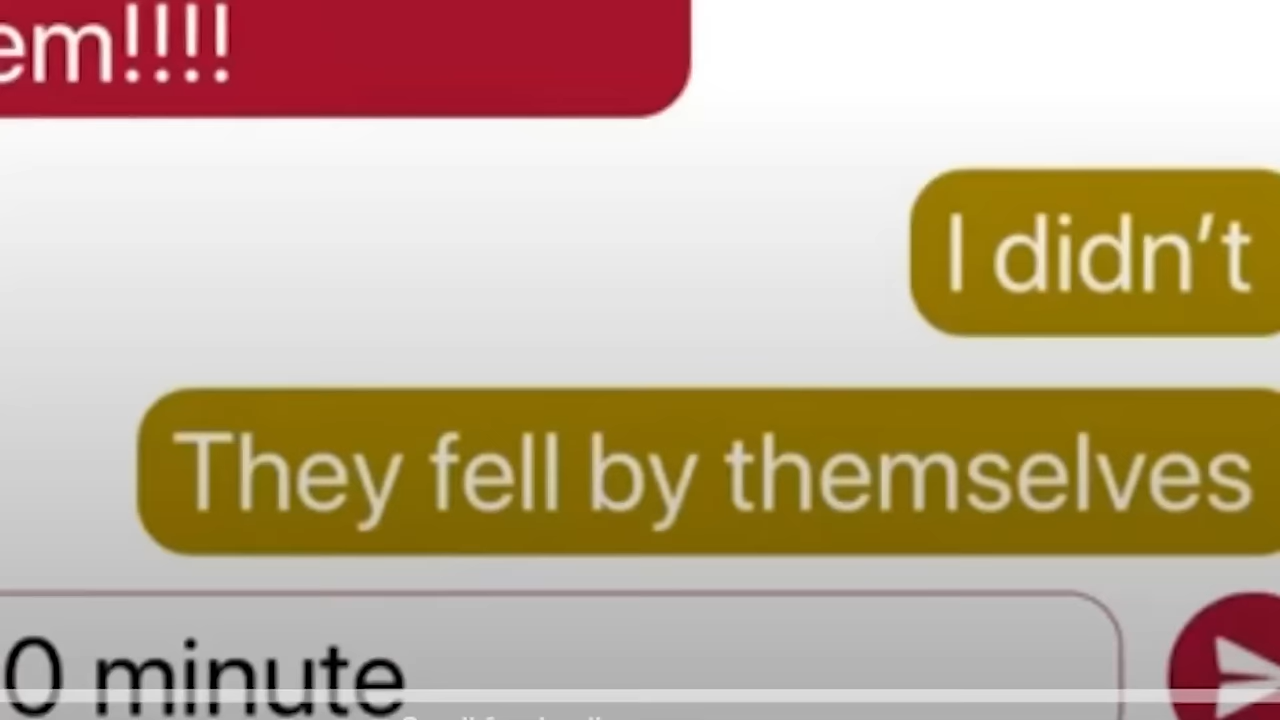 em!!!!
I didn’t
They fell by themselves
0 minute